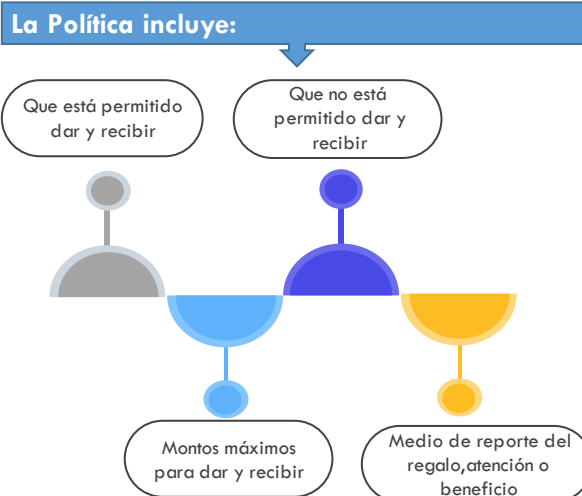 La Política incluye:
Que está permitido
dar y recibir
Que no está
permitido dar y
recibir
Montos máximos
para dar y recibir
Medio de reporte del
regalo,atención o
beneficio